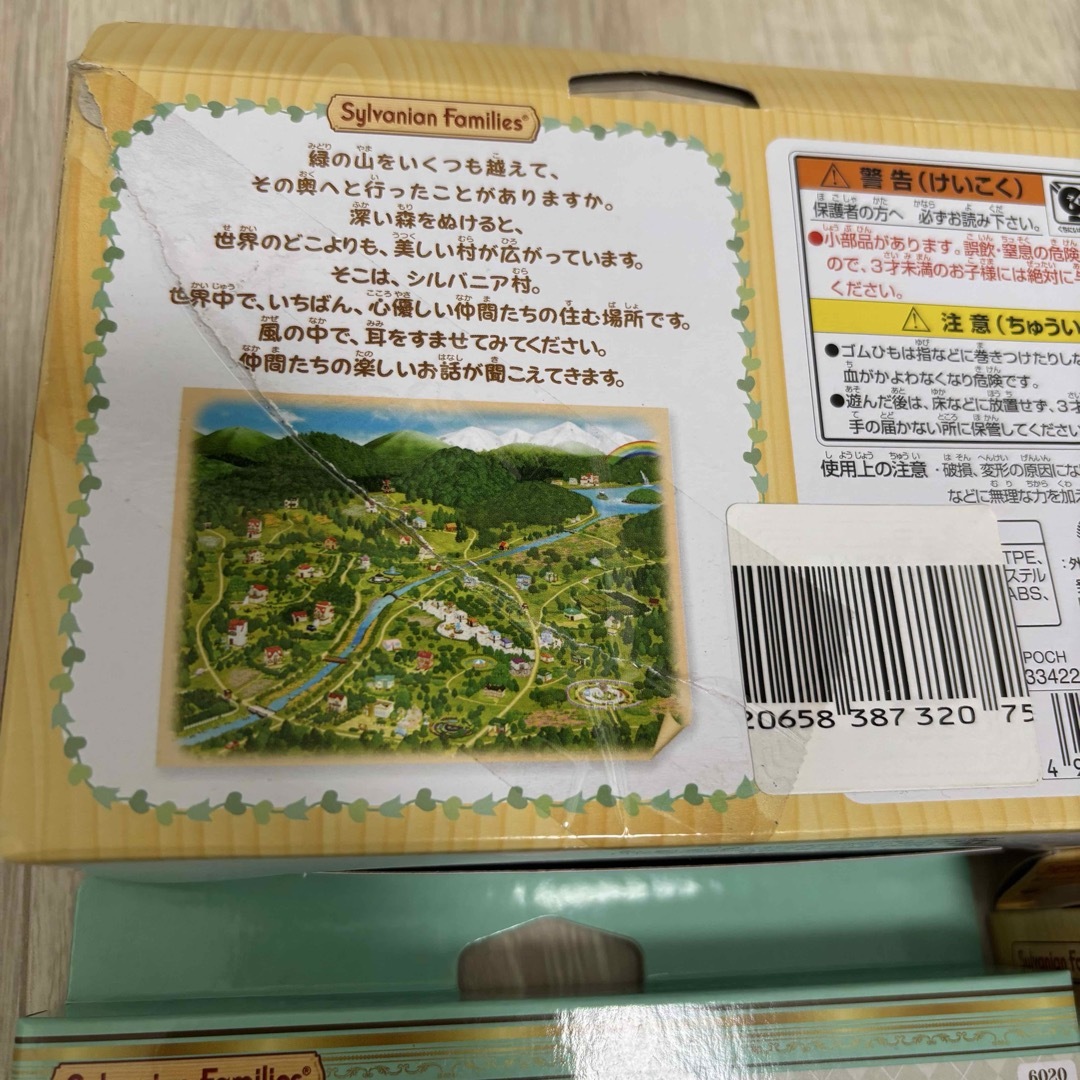 Sylvanian Families®
緑の山をいくつも越えて、
その奥へと行ったことがありますか。
深い森をぬけると、
世界のどこよりも、美しい村が広がっています。
そこは、シルバニア村。
世界中で、いちばん、心優しい仲間たちの住む場所です。
風の中で、耳をすませてみてください。
仲間たちの楽しいお話が聞こえてきます。
警告(けいこく)
保護者の方へ 必ずお読み下さい。
●小部品があります。誤飲・窒息の危険
ので、3才未満のお子様には絶対に
ください。
注意(ちゅうい
●ゴムひもは指などに巻きつけたりしな
血がかよわなくなり危険です。
●遊んだ後は、床などに放置せず、3才
手の届かない所に保管してください
使用上の注意・破損、変形の原因にな
などに無理な力を加え
TPE、
ステル
ABS、
:外
POCH
33422
20658 387 320 75
4
Sylvanian Families®
6020
Sylvanian Fa